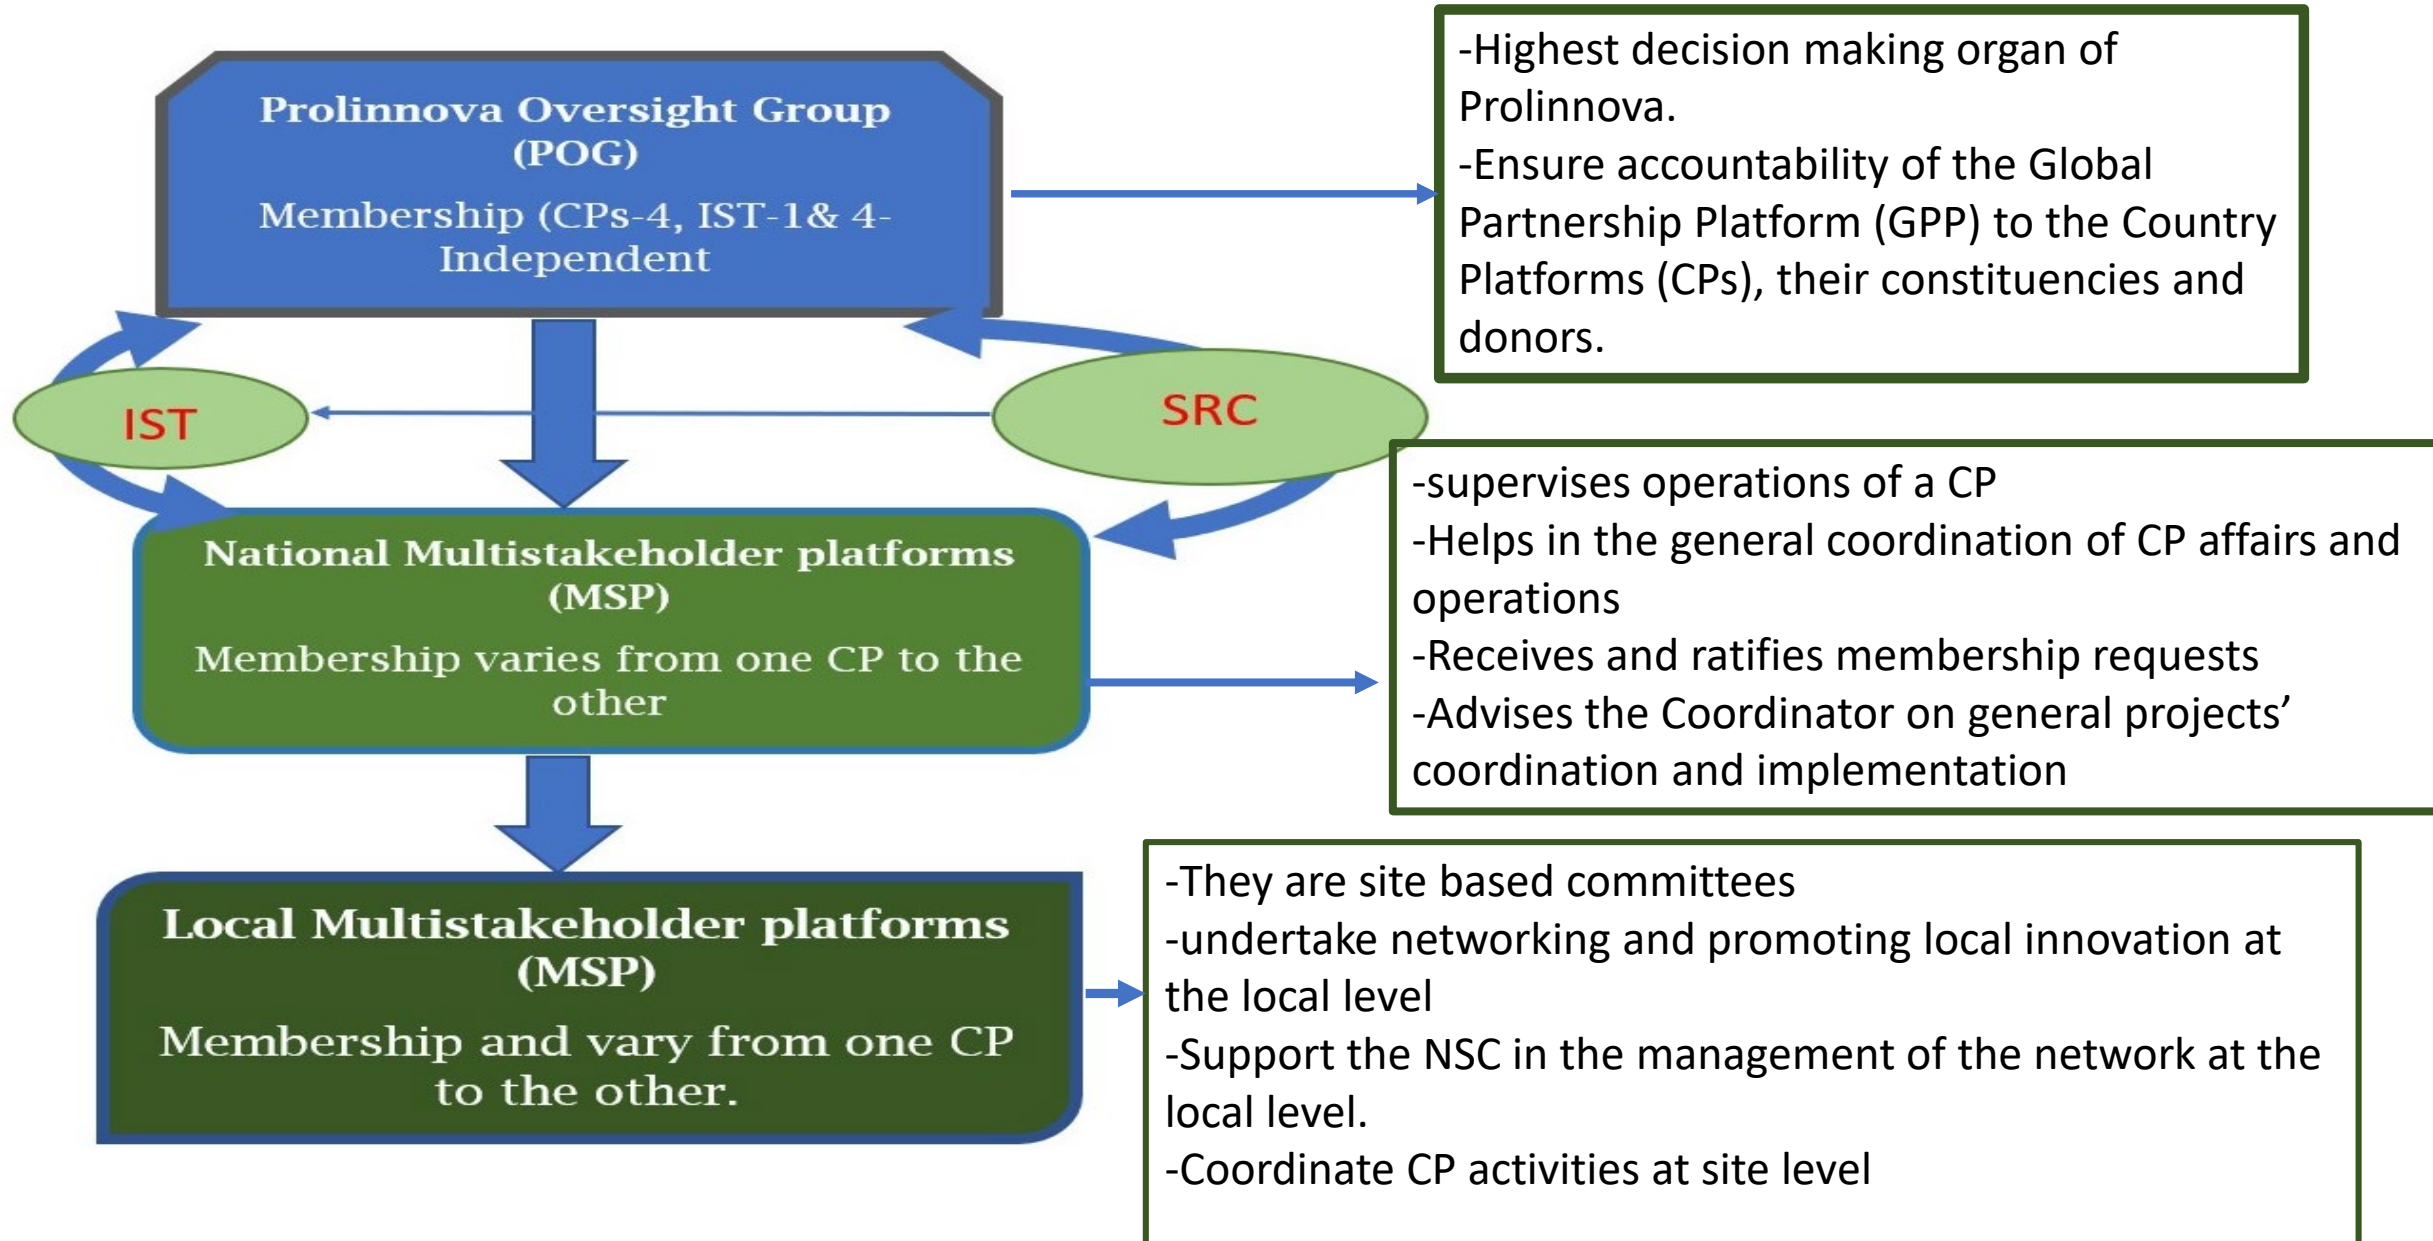 Prolinnova Oversight Group
(POG)
Membership (CPs-4, IST-1& 4-
Independent
-Highest decision making organ of
Prolinnova.
-Ensure accountability of the Global
Partnership Platform (GPP) to the Country
Platforms (CPs), their constituencies and
donors.
IST
SRC
National Multistakeholder platforms
(MSP)
Membership varies from one CP to the
other
-supervises operations of a CP
-Helps in the general coordination of CP affairs and
operations
-Receives and ratifies membership requests
-Advises the Coordinator on general projects’
coordination and implementation
Local Multistakeholder platforms
(MSP)
Membership and vary from one CP
to the other.
-They are site based committees
-undertake networking and promoting local innovation at
the local level
-Support the NSC in the management of the network at the
local level.
-Coordinate CP activities at site level